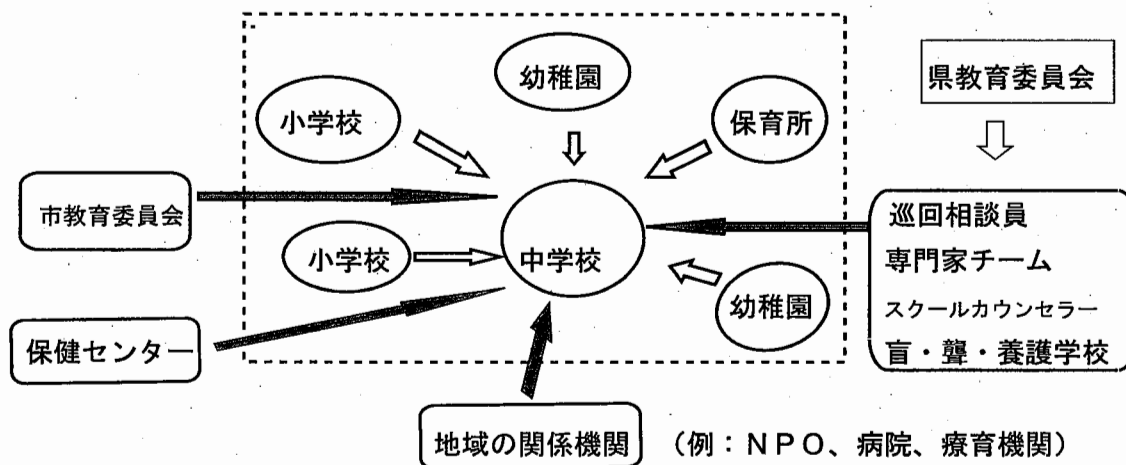 幼稚園
県教育委員会
小学校
保育所
市教育委員会
巡回相談員
小学校
中学校
専門家チーム
幼稚園
スクールカウンセラー
保健センター
盲・聾・養護学校
地域の関係機関 （例：ＮＰＯ、病院、療育機関）